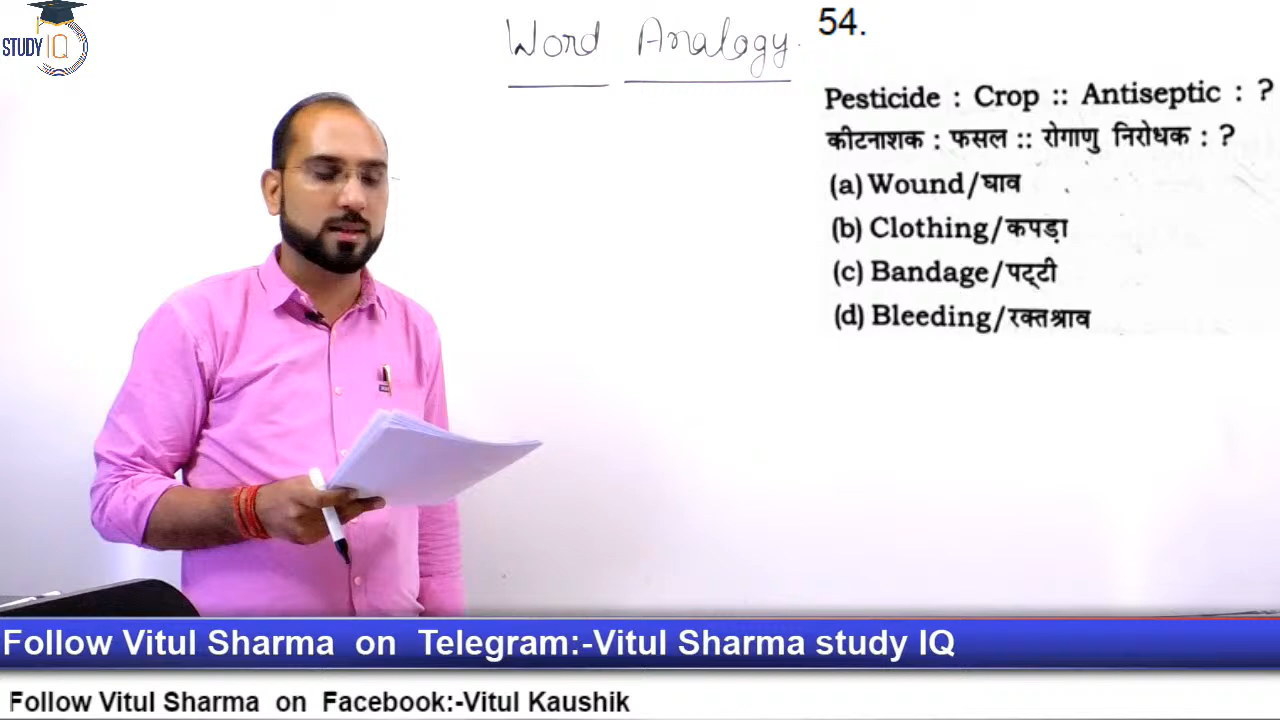 STUDY IQ
Word Analogy.
54.
Pesticide : Crop :: Antiseptic : ?
कीटनाशक : फसल :: रोगाणु निरोधक : ?
(a) Wound/घाव
(b) Clothing/कपड़ा
(c) Bandage/पट्टी
(d) Bleeding/रक्तश्राव
Follow Vitul Sharma on Telegram:-Vitul Sharma study IQ
Follow Vitul Sharma on Facebook:-Vitul Kaushik